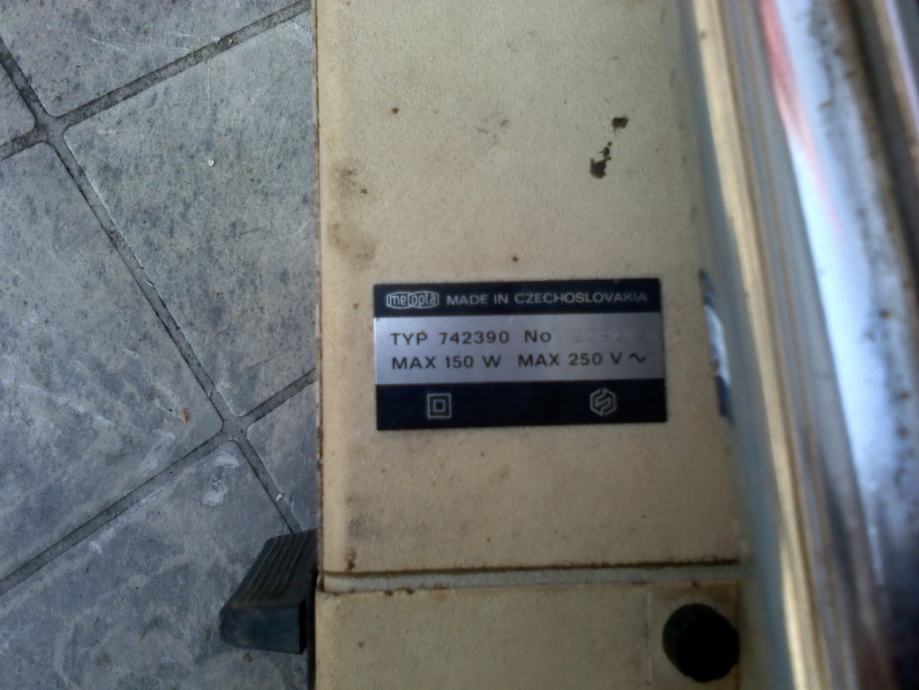 meopta MADE IN CZECHOSLOVAKIA
TYP 742390 No
MAX 150 W MAX 250 V ~